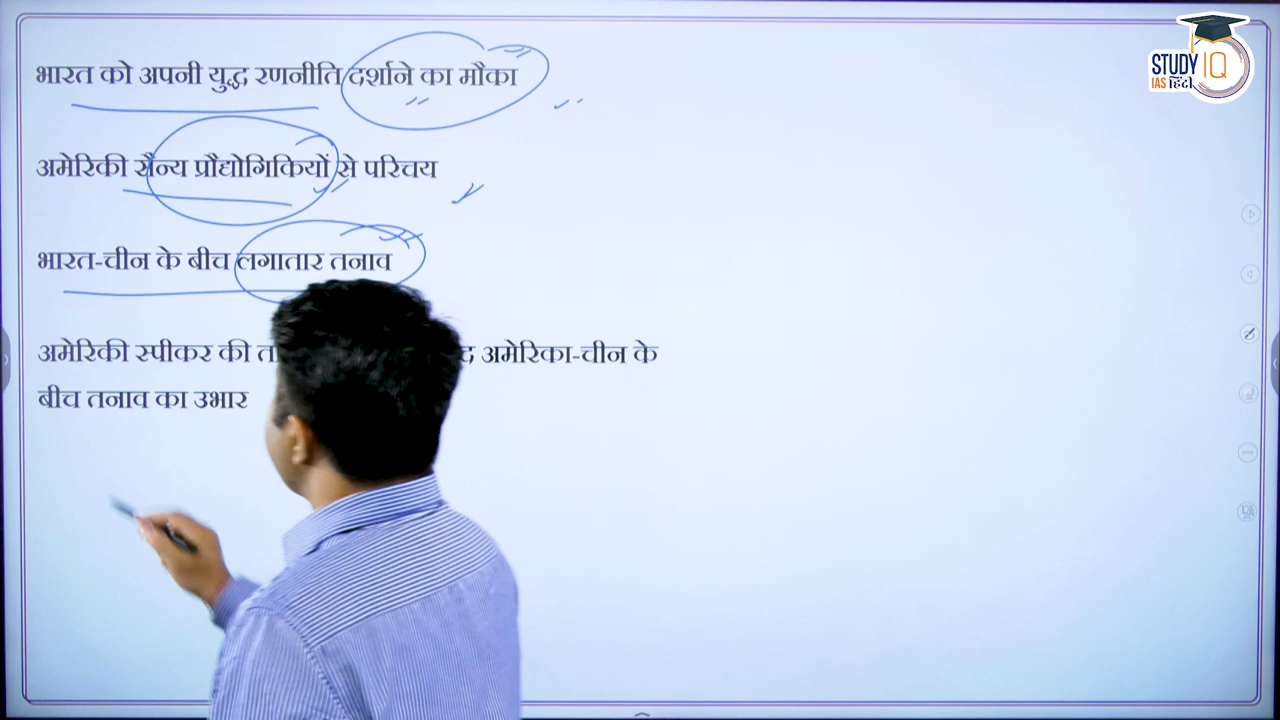 STUDY IQ
IAS हिंदी
भारत को अपनी युद्ध रणनीति दर्शाने का मौका
अमेरिकी सैन्य प्रौद्योगिकियों से परिचय
भारत-चीन के बीच लगातार तनाव
अमेरिकी स्पीकर की अमेरिका-चीन के
बीच तनाव का उभार